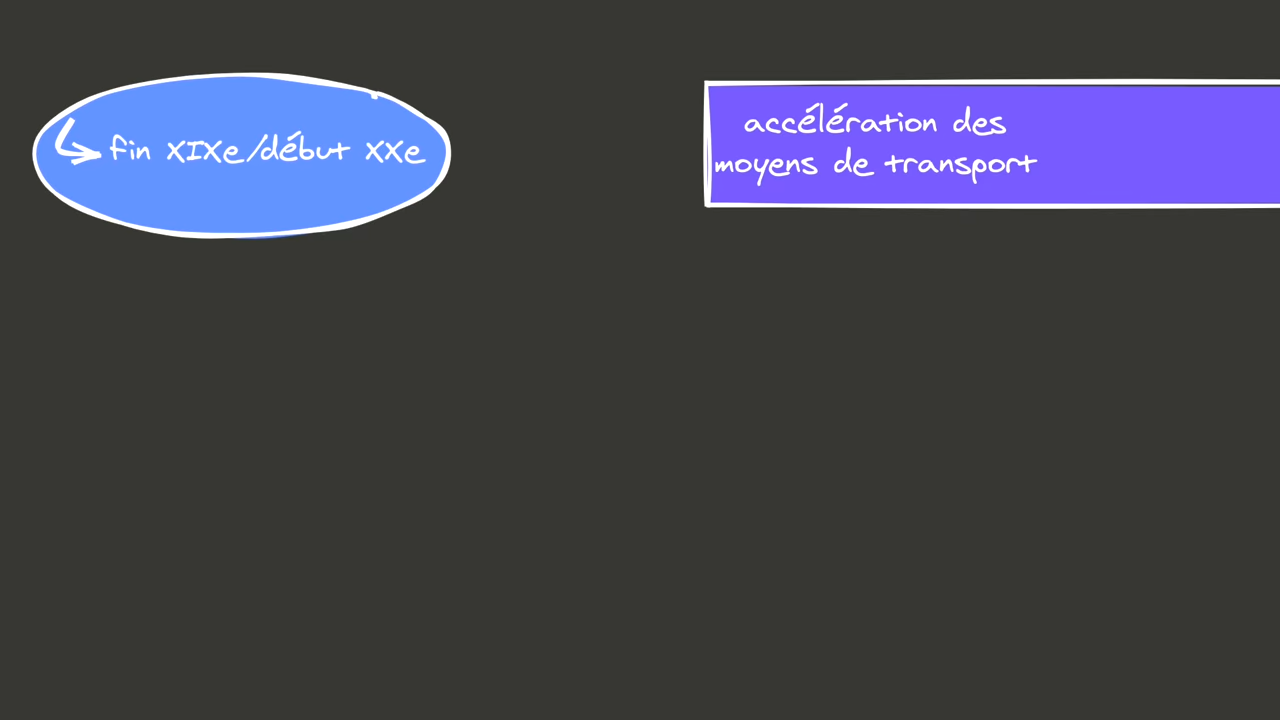 fin XIXe/début XXe
accélération des
moyens de transport